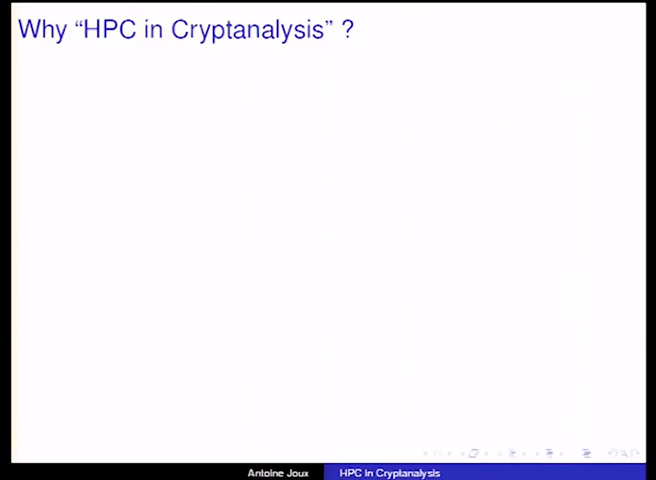 Why “HPC in Cryptanalysis” ?
Antoine Joux
HPC in Cryptanalysis